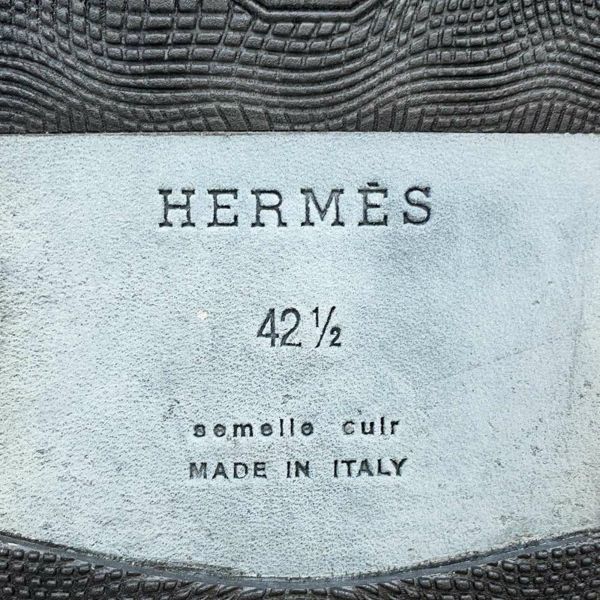 HERMÈS
42 ½
semelle cuir
MADE IN ITALY